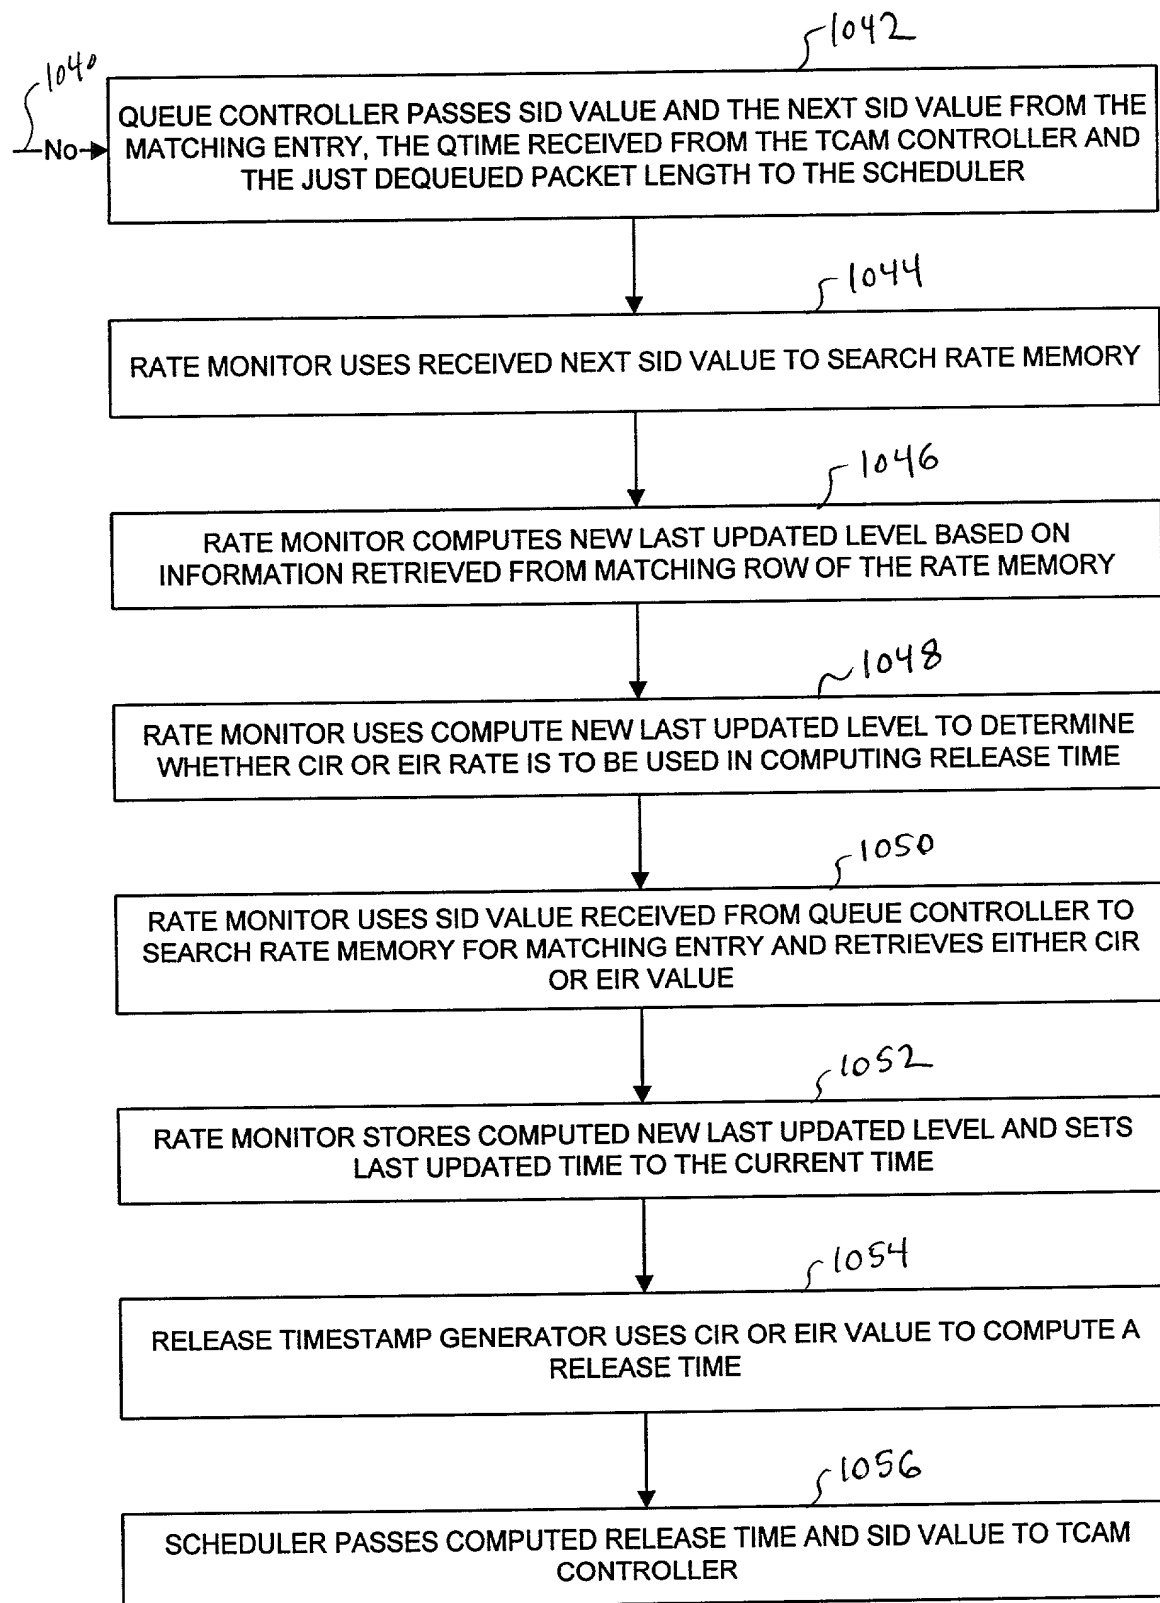 1042
1040
No
QUEUE CONTROLLER PASSES SID VALUE AND THE NEXT SID VALUE FROM THE
MATCHING ENTRY, THE QTIME RECEIVED FROM THE TCAM CONTROLLER AND
THE JUST DEQUEUED PACKET LENGTH TO THE SCHEDULER
1044
RATE MONITOR USES RECEIVED NEXT SID VALUE TO SEARCH RATE MEMORY
1046
RATE MONITOR COMPUTES NEW LAST UPDATED LEVEL BASED ON
INFORMATION RETRIEVED FROM MATCHING ROW OF THE RATE MEMORY
1048
RATE MONITOR USES COMPUTE NEW LAST UPDATED LEVEL TO DETERMINE
WHETHER CIR OR EIR RATE IS TO BE USED IN COMPUTING RELEASE TIME
1050
RATE MONITOR USES SID VALUE RECEIVED FROM QUEUE CONTROLLER TO
SEARCH RATE MEMORY FOR MATCHING ENTRY AND RETRIEVES EITHER CIR
OR EIR VALUE
1052
RATE MONITOR STORES COMPUTED NEW LAST UPDATED LEVEL AND SETS
LAST UPDATED TIME TO THE CURRENT TIME
1054
RELEASE TIMESTAMP GENERATOR USES CIR OR EIR VALUE TO COMPUTE A
RELEASE TIME
1056
SCHEDULER PASSES COMPUTED RELEASE TIME AND SID VALUE TO TCAM
CONTROLLER